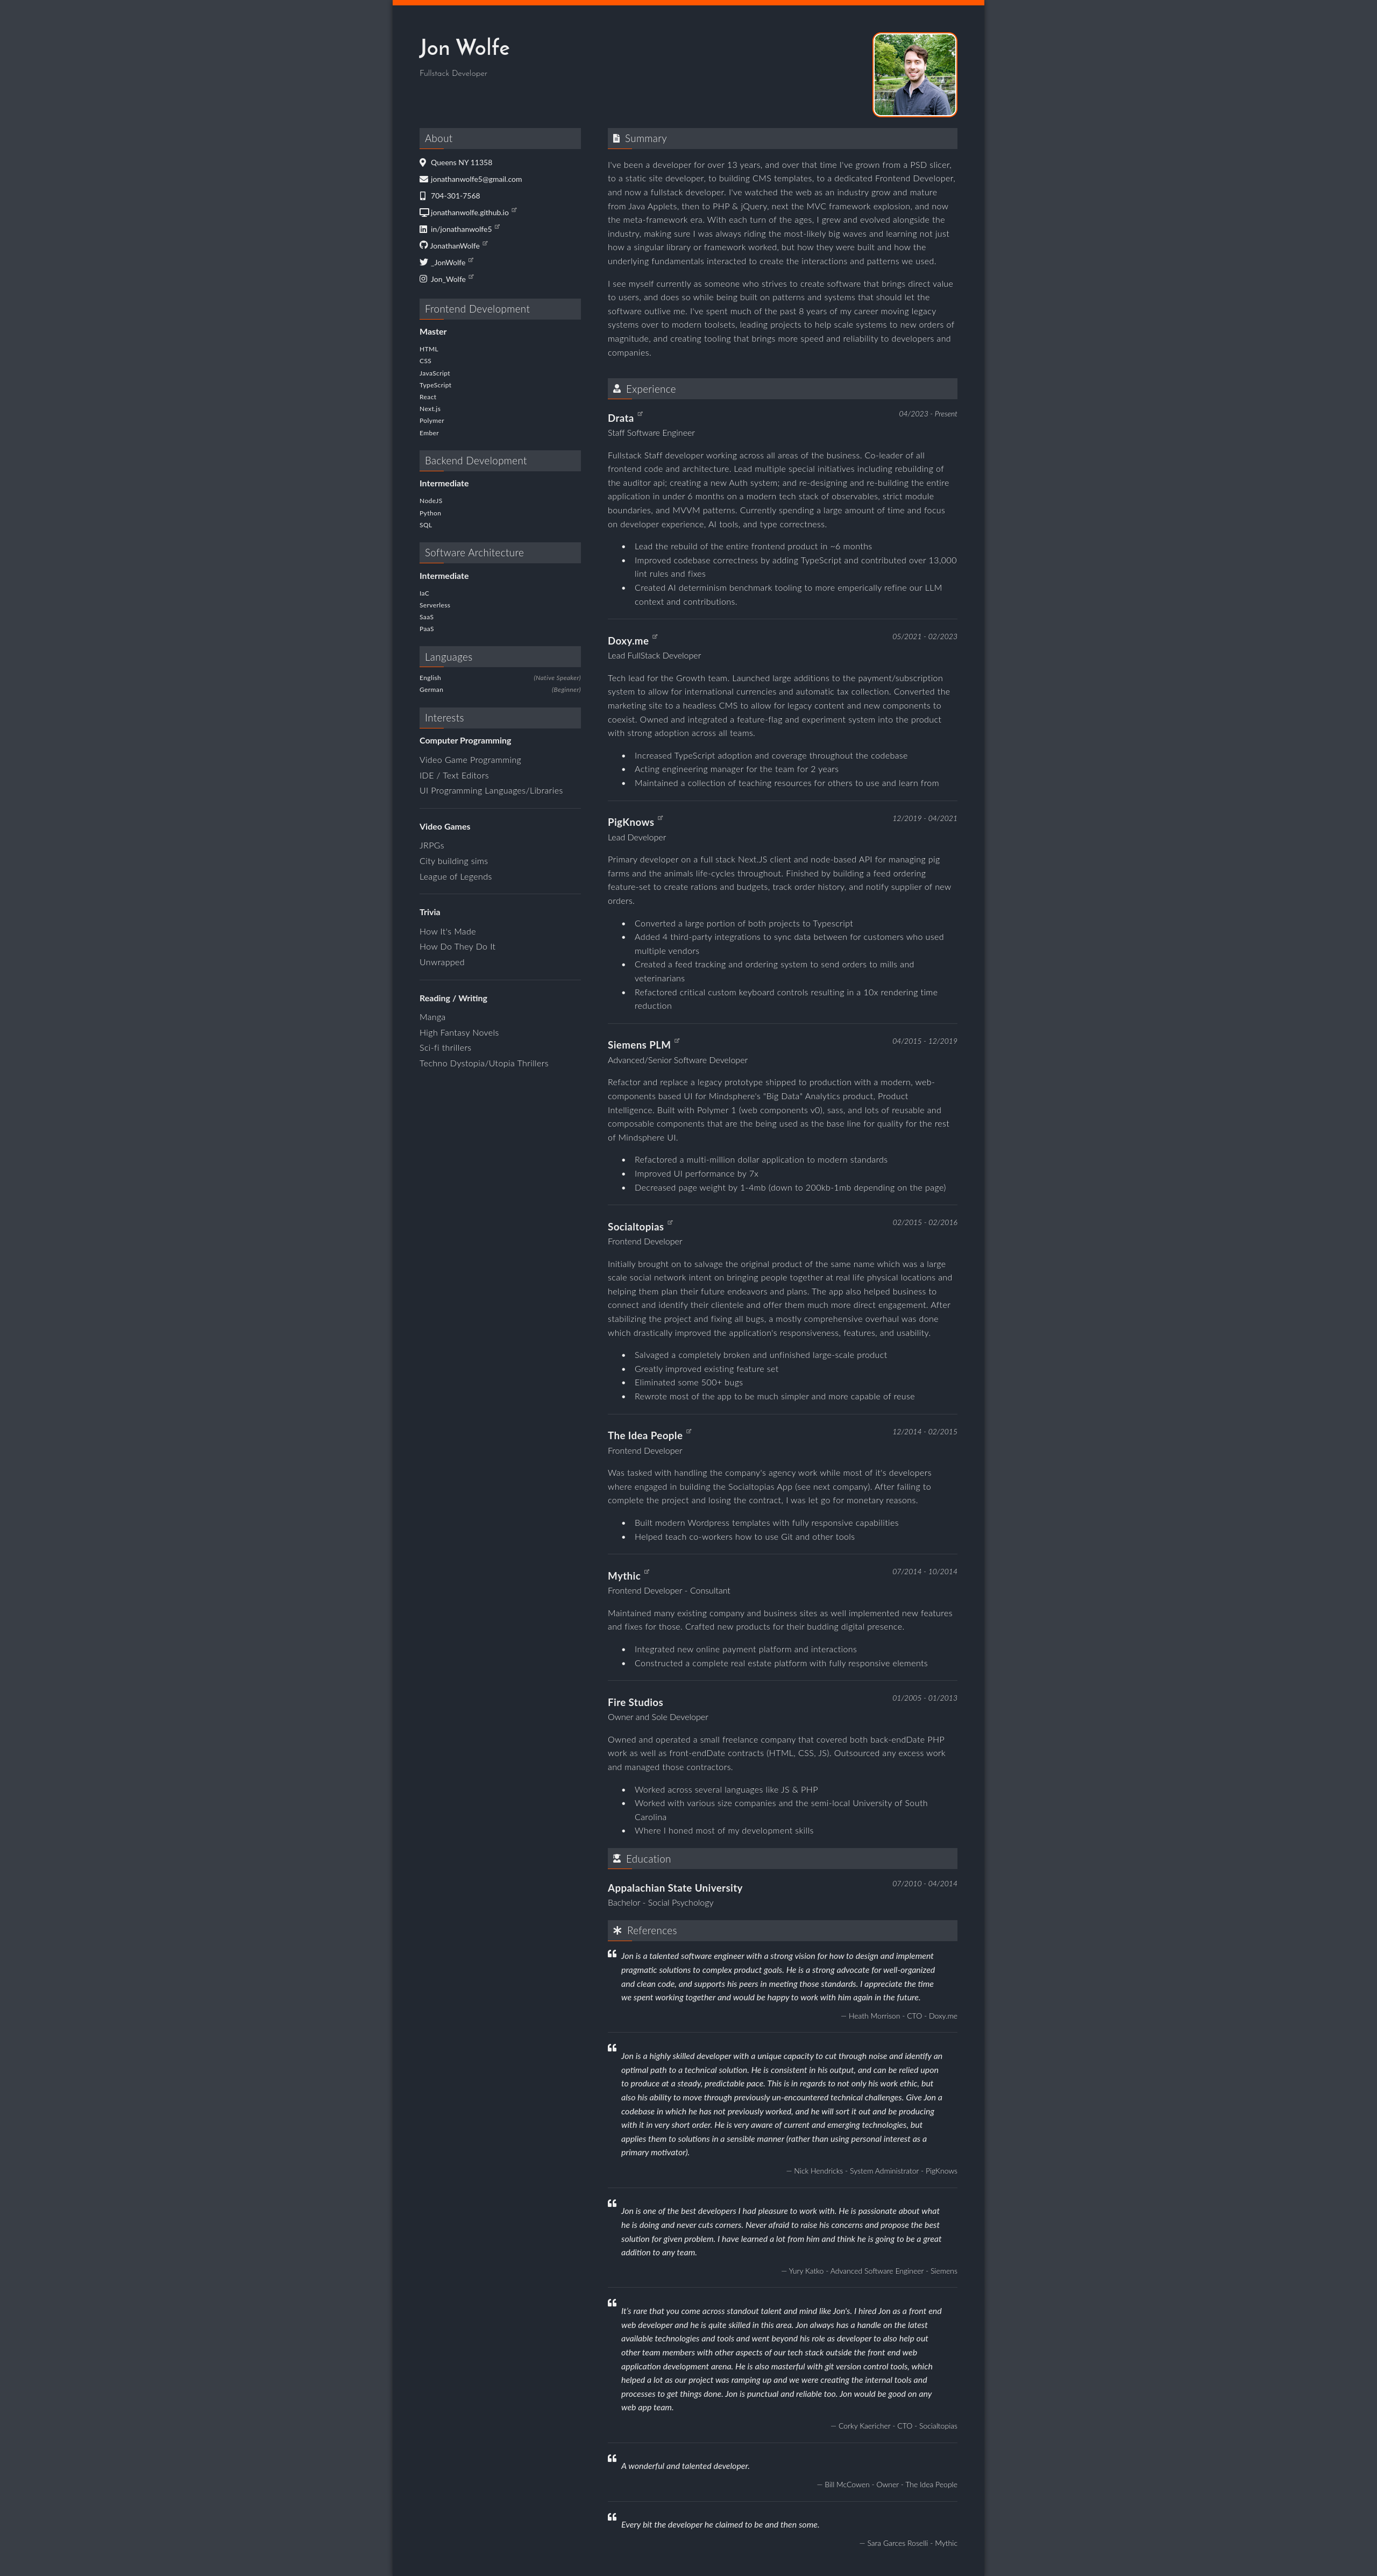 Jon Wolfe
Fullstack Developer
About
Queens NY 11358
jonathanwolfe5@gmail.com
704-301-7568
jonathanwolfe.github.io
in/jonathanwolfe5
JonathanWolfe
_JonWolfe
Jon_Wolfe
Frontend Development
Master
HTML
CSS
JavaScript
TypeScript
React
Next.js
Polymer
Ember
Backend Development
Intermediate
NodeJS
Python
SQL
Software Architecture
Intermediate
IaC
Serverless
SaaS
PaaS
Languages
English (Native Speaker)
German (Beginner)
Interests
Computer Programming
Video Game Programming
IDE / Text Editors
UI Programming Languages/Libraries
Video Games
JRPGs
City building sims
League of Legends
Trivia
How It's Made
How Do They Do It
Unwrapped
Reading / Writing
Manga
High Fantasy Novels
Sci-fi thrillers
Techno Dystopia/Utopia Thrillers
Summary
I've been a developer for over 13 years, and over that time I've grown from a PSD slicer,
to a static site developer, to building CMS templates, to a dedicated Frontend Developer,
and now a fullstack developer. I've watched the web as an industry grow and mature
from Java Applets, then to PHP & jQuery, next the MVC framework explosion, and now
the meta-framework era. With each turn of the ages, I grew and evolved alongside the
industry, making sure I was always riding the most-likely big waves and learning not just
how a singular library or framework worked, but how they were built and how the
underlying fundamentals interacted to create the interactions and patterns we used.
I see myself currently as someone who strives to create software that brings direct value
to users, and does so while being built on patterns and systems that should let the
software outlive me. I've spent much of the past 8 years of my career moving legacy
systems over to modern toolsets, leading projects to help scale systems to new orders of
magnitude, and creating tooling that brings more speed and reliability to developers and
companies.
Experience
Drata 04/2023 - Present
Staff Software Engineer
Fullstack Staff developer working across all areas of the business. Co-leader of all
frontend code and architecture. Lead multiple special initiatives including rebuilding of
the auditor api; creating a new Auth system; and re-designing and re-building the entire
application in under 6 months on a modern tech stack of observables, strict module
boundaries, and MVVM patterns. Currently spending a large amount of time and focus
on developer experience, AI tools, and type correctness.
• Lead the rebuild of the entire frontend product in ~6 months
• Improved codebase correctness by adding TypeScript and contributed over 13,000
lint rules and fixes
• Created AI determinism benchmark tooling to more emperically refine our LLM
context and contributions.
Doxy.me 05/2021 - 02/2023
Lead FullStack Developer
Tech lead for the Growth team. Launched large additions to the payment/subscription
system to allow for international currencies and automatic tax collection. Converted the
marketing site to a headless CMS to allow for legacy content and new components to
coexist. Owned and integrated a feature-flag and experiment system into the product
with strong adoption across all teams.
• Increased TypeScript adoption and coverage throughout the codebase
• Acting engineering manager for the team for 2 years
• Maintained a collection of teaching resources for others to use and learn from
PigKnows 12/2019 - 04/2021
Lead Developer
Primary developer on a full stack Next.JS client and node-based API for managing pig
farms and the animals life-cycles throughout. Finished by building a feed ordering
feature-set to create rations and budgets, track order history, and notify supplier of new
orders.
• Converted a large portion of both projects to Typescript
• Added 4 third-party integrations to sync data between for customers who used
multiple vendors
• Created a feed tracking and ordering system to send orders to mills and
veterinarians
• Refactored critical custom keyboard controls resulting in a 10x rendering time
reduction
Siemens PLM 04/2015 - 12/2019
Advanced/Senior Software Developer
Refactor and replace a legacy prototype shipped to production with a modern, web-
components based UI for Mindsphere's "Big Data" Analytics product, Product
Intelligence. Built with Polymer 1 (web components v0), sass, and lots of reusable and
composable components that are the being used as the base line for quality for the rest
of Mindsphere UI.
• Refactored a multi-million dollar application to modern standards
• Improved UI performance by 7x
• Decreased page weight by 1-4mb (down to 200kb-1mb depending on the page)
Socialtopias 02/2015 - 02/2016
Frontend Developer
Initially brought on to salvage the original product of the same name which was a large
scale social network intent on bringing people together at real life physical locations and
helping them plan their future endeavors and plans. The app also helped business to
connect and identify their clientele and offer them much more direct engagement. After
stabilizing the project and fixing all bugs, a mostly comprehensive overhaul was done
which drastically improved the application's responsiveness, features, and usability.
• Salvaged a completely broken and unfinished large-scale product
• Greatly improved existing feature set
• Eliminated some 500+ bugs
• Rewrote most of the app to be much simpler and more capable of reuse
The Idea People 12/2014 - 02/2015
Frontend Developer
Was tasked with handling the company's agency work while most of it's developers
where engaged in building the Socialtopias App (see next company). After failing to
complete the project and losing the contract, I was let go for monetary reasons.
• Built modern Wordpress templates with fully responsive capabilities
• Helped teach co-workers how to use Git and other tools
Mythic 07/2014 - 10/2014
Frontend Developer - Consultant
Maintained many existing company and business sites as well implemented new features
and fixes for those. Crafted new products for their budding digital presence.
• Integrated new online payment platform and interactions
• Constructed a complete real estate platform with fully responsive elements
Fire Studios 01/2005 - 01/2013
Owner and Sole Developer
Owned and operated a small freelance company that covered both back-endDate PHP
work as well as front-endDate contracts (HTML, CSS, JS). Outsourced any excess work
and managed those contractors.
• Worked across several languages like JS & PHP
• Worked with various size companies and the semi-local University of South
Carolina
• Where I honed most of my development skills
Education
Appalachian State University 07/2010 - 04/2014
Bachelor - Social Psychology
References
Jon is a talented software engineer with a strong vision for how to design and implement
pragmatic solutions to complex product goals. He is a strong advocate for well-organized
and clean code, and supports his peers in meeting those standards. I appreciate the time
we spent working together and would be happy to work with him again in the future.
— Heath Morrison - CTO - Doxy.me
Jon is a highly skilled developer with a unique capacity to cut through noise and identify an
optimal path to a technical solution. He is consistent in his output, and can be relied upon
to produce at a steady, predictable pace. This is in regards to not only his work ethic, but
also his ability to move through previously un-encountered technical challenges. Give Jon a
codebase in which he has not previously worked, and he will sort it out and be producing
with it in very short order. He is very aware of current and emerging technologies, but
applies them to solutions in a sensible manner (rather than using personal interest as a
primary motivator).
— Nick Hendricks - System Administrator - PigKnows
Jon is one of the best developers I had pleasure to work with. He is passionate about what
he is doing and never cuts corners. Never afraid to raise his concerns and propose the best
solution for given problem. I have learned a lot from him and think he is going to be a great
addition to any team.
— Yury Katko - Advanced Software Engineer - Siemens
It's rare that you come across standout talent and mind like Jon's. I hired Jon as a front end
web developer and he is quite skilled in this area. Jon always has a handle on the latest
available technologies and tools and went beyond his role as developer to also help out
other team members with other aspects of our tech stack outside the front end web
application development arena. He is also masterful with git version control tools, which
helped a lot as our project was ramping up and we were creating the internal tools and
processes to get things done. Jon is punctual and reliable too. Jon would be good on any
web app team.
— Corky Kaericher - CTO - Socialtopias
A wonderful and talented developer.
— Bill McCowen - Owner - The Idea People
Every bit the developer he claimed to be and then some.
— Sara Garces Roselli - Mythic